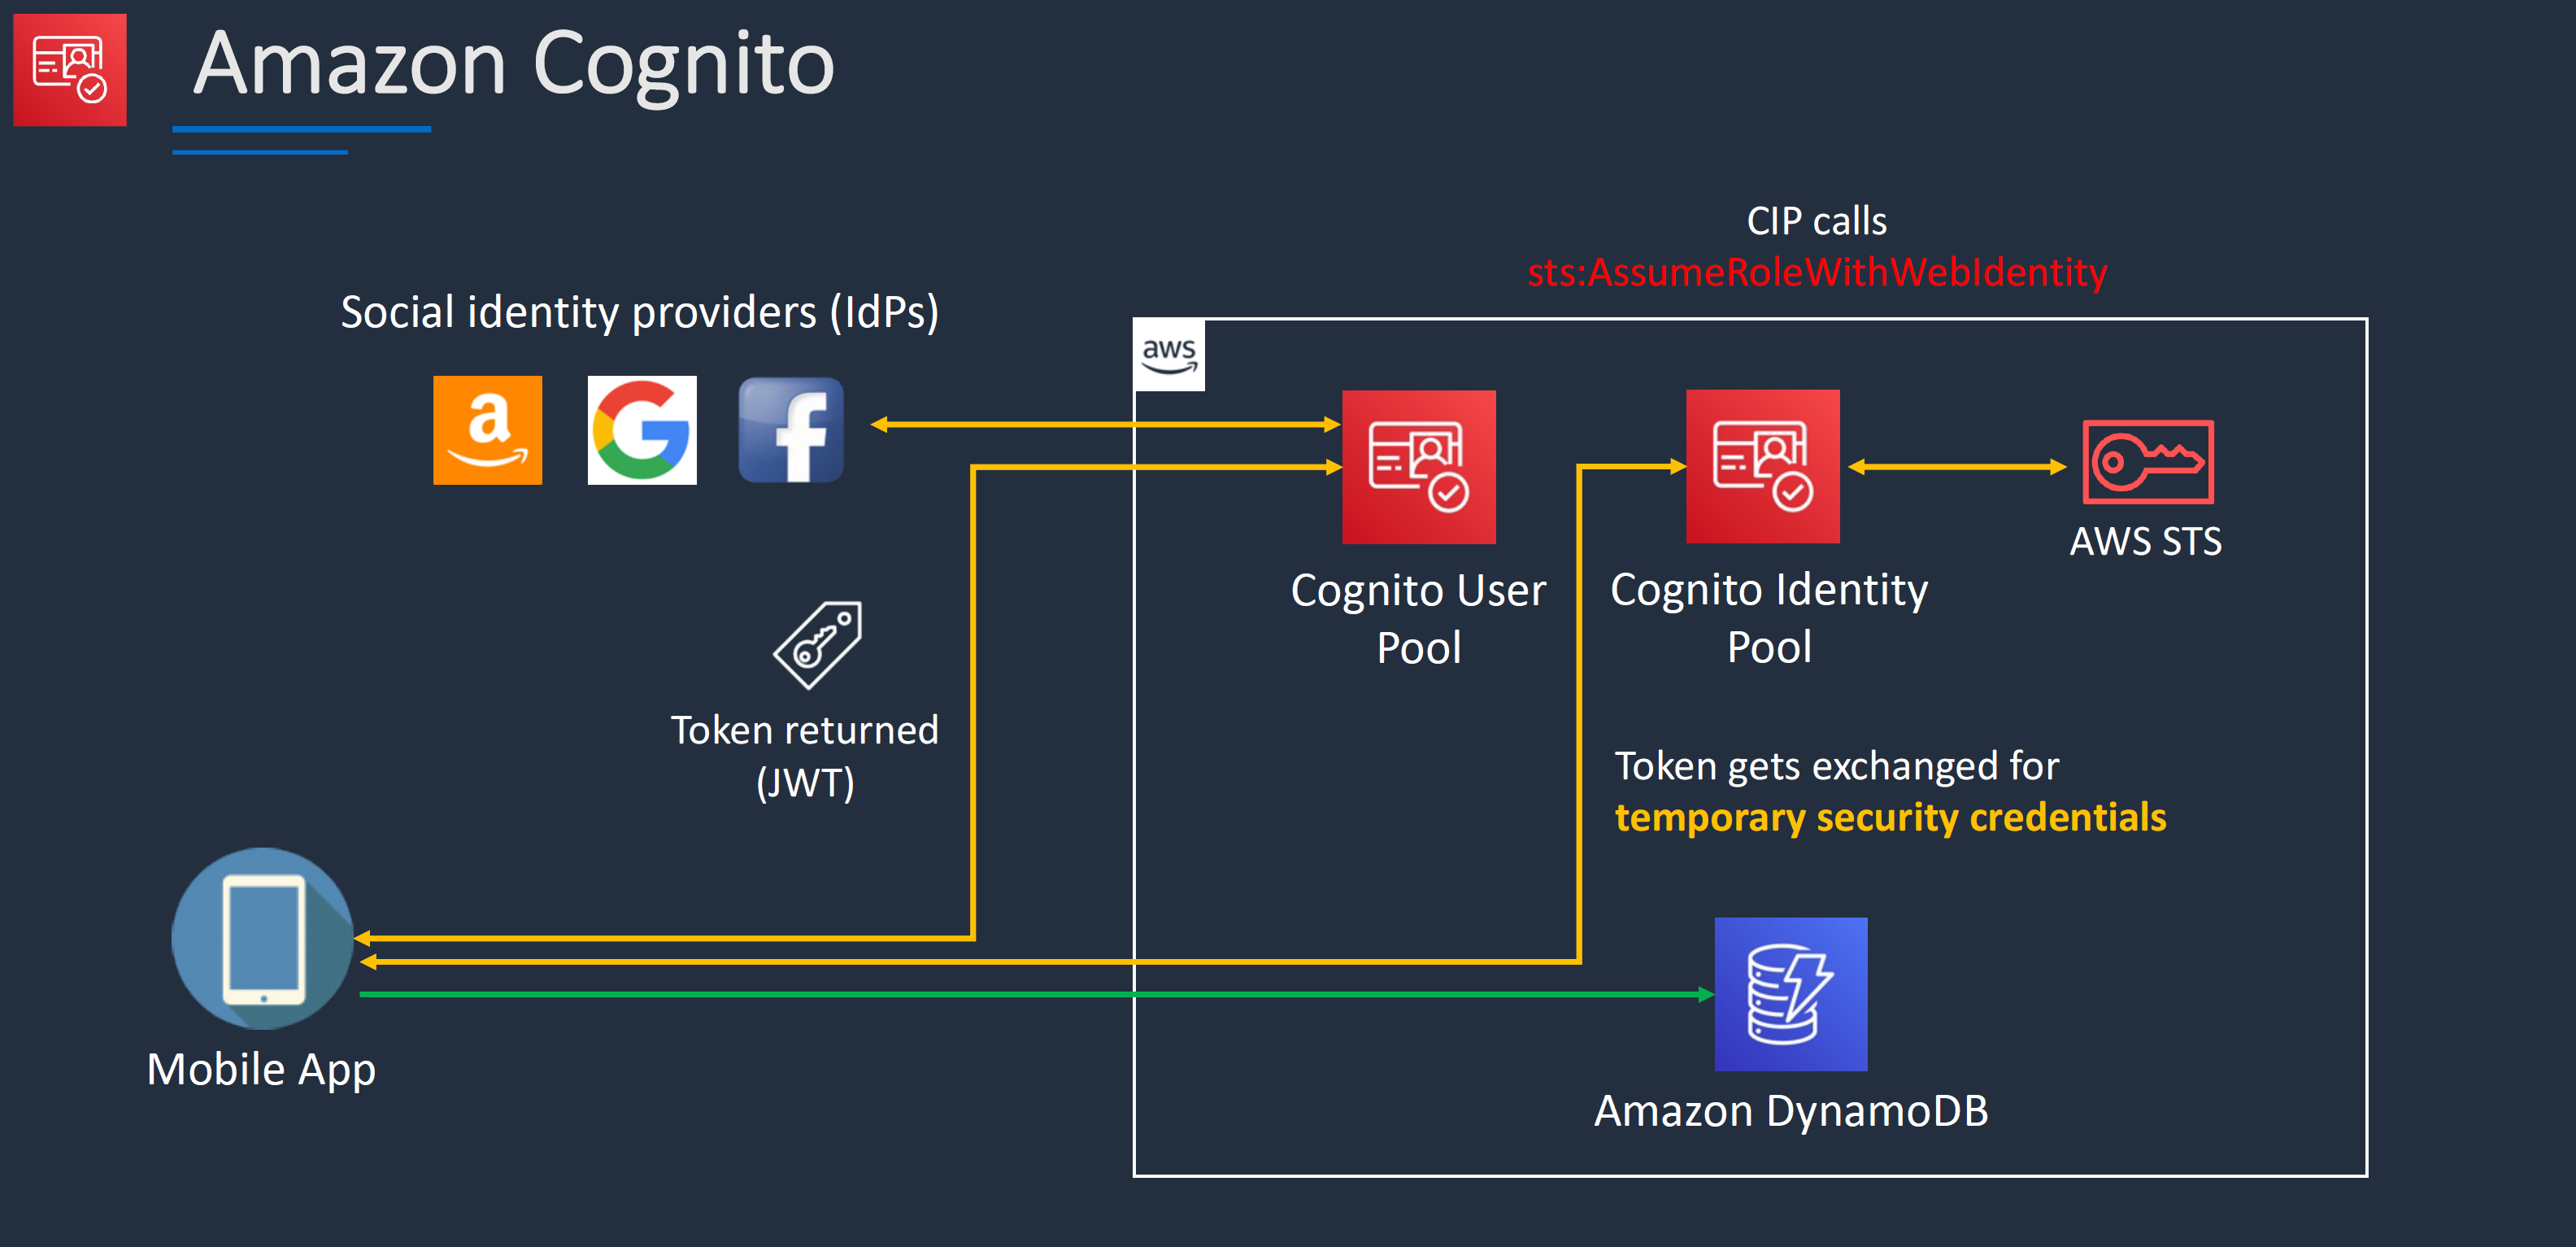 Amazon Cognito
CIP calls
sts:AssumeRoleWithWebIdentity
Social identity providers (IdPs)
aws
a
G
f
AWS STS
Cognito User
Pool
Cognito Identity
Pool
Token returned
(JWT)
Token gets exchanged for
temporary security credentials
Mobile App
Amazon DynamoDB